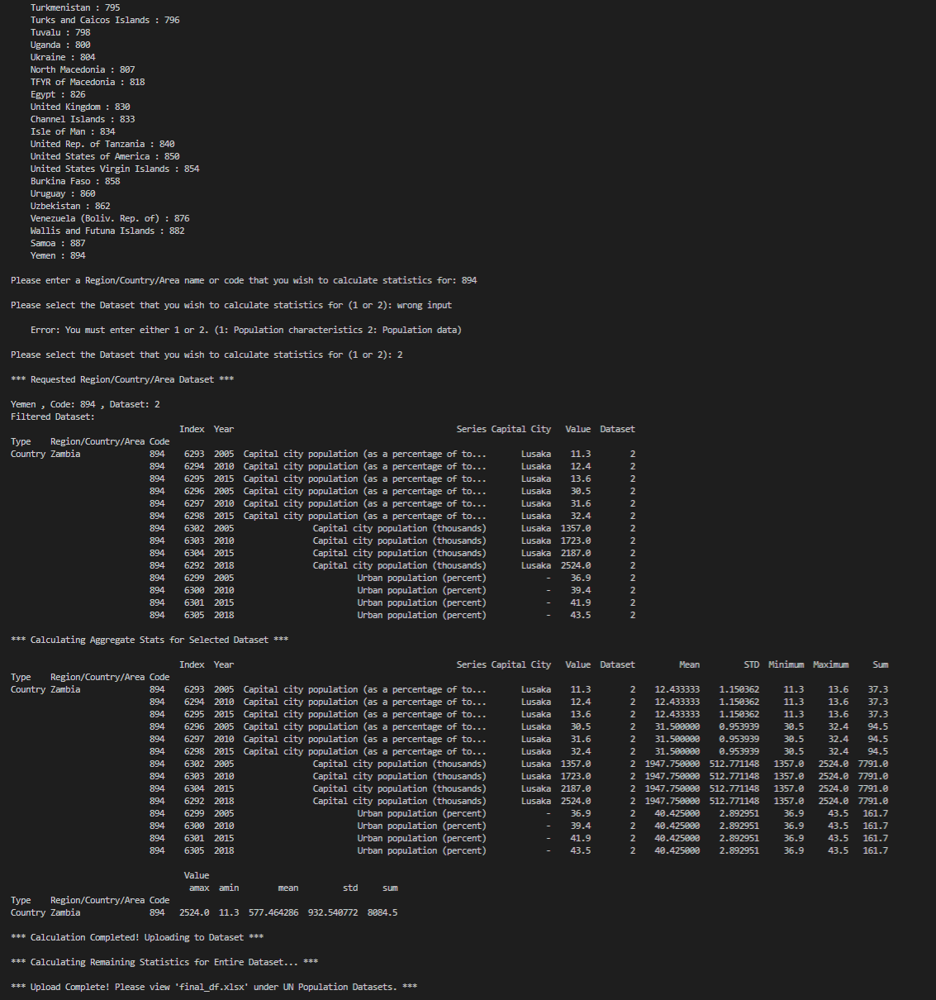 Turkmenistan : 795
Turks and Caicos Islands : 796
Tuvalu : 798
Uganda : 800
Ukraine : 804
North Macedonia : 807
TFYR of Macedonia : 818
Egypt : 826
United Kingdom : 830
Channel Islands : 833
Isle of Man : 834
United Rep. of Tanzania : 840
United States of America : 850
United States Virgin Islands : 854
Burkina Faso : 858
Uruguay : 860
Uzbekistan : 862
Venezuela (Boliv. Rep. of) : 876
Wallis and Futuna Islands : 882
Samoa : 887
Yemen : 894
Please enter a Region/Country/Area name or code that you wish to calculate statistics for: 894
Please select the Dataset that you wish to calculate statistics for (1 or 2): wrong input
Error: You must enter either 1 or 2. (1: Population characteristics 2: Population data)
Please select the Dataset that you wish to calculate statistics for (1 or 2): 2
*** Requested Region/Country/Area Dataset ***
Yemen , Code: 894 , Dataset: 2
Filtered Dataset:
Index Year Series Capital City Value Dataset
Type Region/Country/Area Code
Country Zambia 894 6293 2005 Capital city population (as a percentage of to... Lusaka 11.3 2
894 6294 2010 Capital city population (as a percentage of to... Lusaka 12.4 2
894 6295 2015 Capital city population (as a percentage of to... Lusaka 13.6 2
894 6296 2005 Capital city population (as a percentage of to... Lusaka 30.5 2
894 6297 2010 Capital city population (as a percentage of to... Lusaka 31.6 2
894 6298 2015 Capital city population (as a percentage of to... Lusaka 32.4 2
894 6302 2005 Capital city population (thousands) Lusaka 1357.0 2
894 6303 2010 Capital city population (thousands) Lusaka 1723.0 2
894 6304 2015 Capital city population (thousands) Lusaka 2187.0 2
894 6292 2018 Capital city population (thousands) Lusaka 2524.0 2
894 6299 2005 Urban population (percent) - 36.9 2
894 6300 2010 Urban population (percent) - 39.4 2
894 6301 2015 Urban population (percent) - 41.9 2
894 6305 2018 Urban population (percent) - 43.5 2
*** Calculating Aggregate Stats for Selected Dataset ***
Index Year Series Capital City Value Dataset Mean STD Minimum Maximum Sum
Type Region/Country/Area Code
Country Zambia 894 6293 2005 Capital city population (as a percentage of to... Lusaka 11.3 2 12.433333 1.150362 11.3 13.6 37.3
894 6294 2010 Capital city population (as a percentage of to... Lusaka 12.4 2 12.433333 1.150362 11.3 13.6 37.3
894 6295 2015 Capital city population (as a percentage of to... Lusaka 13.6 2 12.433333 1.150362 11.3 13.6 37.3
894 6296 2005 Capital city population (as a percentage of to... Lusaka 30.5 2 31.500000 0.953939 30.5 32.4 94.5
894 6297 2010 Capital city population (as a percentage of to... Lusaka 31.6 2 31.500000 0.953939 30.5 32.4 94.5
894 6298 2015 Capital city population (as a percentage of to... Lusaka 32.4 2 31.500000 0.953939 30.5 32.4 94.5
894 6302 2005 Capital city population (thousands) Lusaka 1357.0 2 1947.750000 512.771148 1357.0 2524.0 7791.0
894 6303 2010 Capital city population (thousands) Lusaka 1723.0 2 1947.750000 512.771148 1357.0 2524.0 7791.0
894 6304 2015 Capital city population (thousands) Lusaka 2187.0 2 1947.750000 512.771148 1357.0 2524.0 7791.0
894 6292 2018 Capital city population (thousands) Lusaka 2524.0 2 1947.750000 512.771148 1357.0 2524.0 7791.0
894 6299 2005 Urban population (percent) - 36.9 2 40.425000 2.892951 36.9 43.5 161.7
894 6300 2010 Urban population (percent) - 39.4 2 40.425000 2.892951 36.9 43.5 161.7
894 6301 2015 Urban population (percent) - 41.9 2 40.425000 2.892951 36.9 43.5 161.7
894 6305 2018 Urban population (percent) - 43.5 2 40.425000 2.892951 36.9 43.5 161.7
Value
amax amin mean std sum
Type Region/Country/Area Code
Country Zambia 894 2524.0 11.3 577.464286 932.540772 8084.5
*** Calculation Completed! Uploading to Dataset ***
*** Calculating Remaining Statistics for Entire Dataset... ***
*** Upload Complete! Please view 'final_df.xlsx' under UN Population Datasets. ***